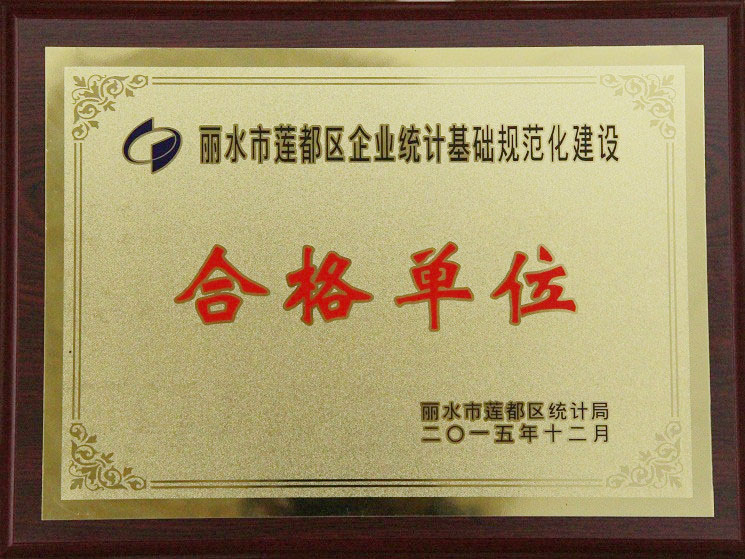 丽水市莲都区企业统计基础规范化建设
合格单位
丽水市莲都区统计局
二〇一五年十二月